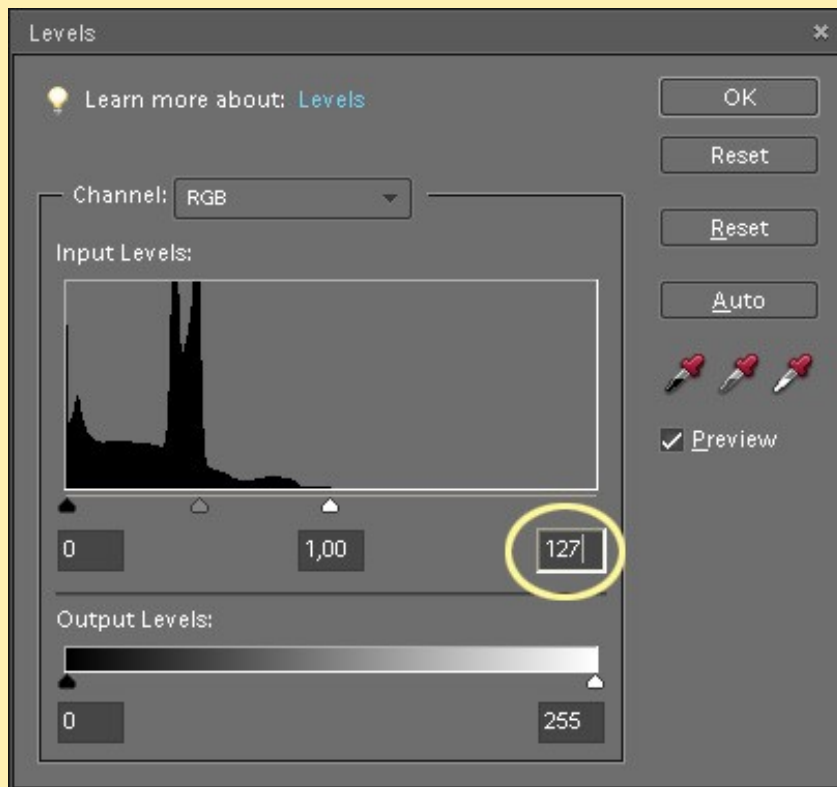 Levels
Learn more about: Levels
OK
Reset
Channel: RGB
Reset
Input Levels:
Auto
Preview
0 1,00 127
Output Levels:
0 255